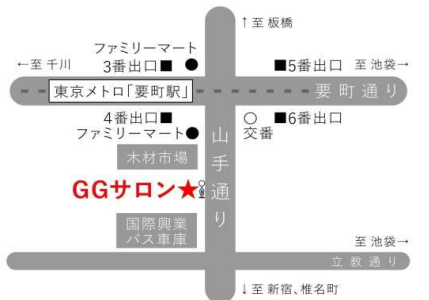 ↑至 板橋
ファミリーマート
←至 千川
3番出口■ ●
■5番出口
至 池袋→
東京メトロ「要町駅」
要町通り
4番出口■
ファミリーマート●
○
交番
■6番出口
山手通り
木材市場
GGサロン★
国際興業
バス車庫
至 池袋→
立教通り
↓至 新宿、椎名町